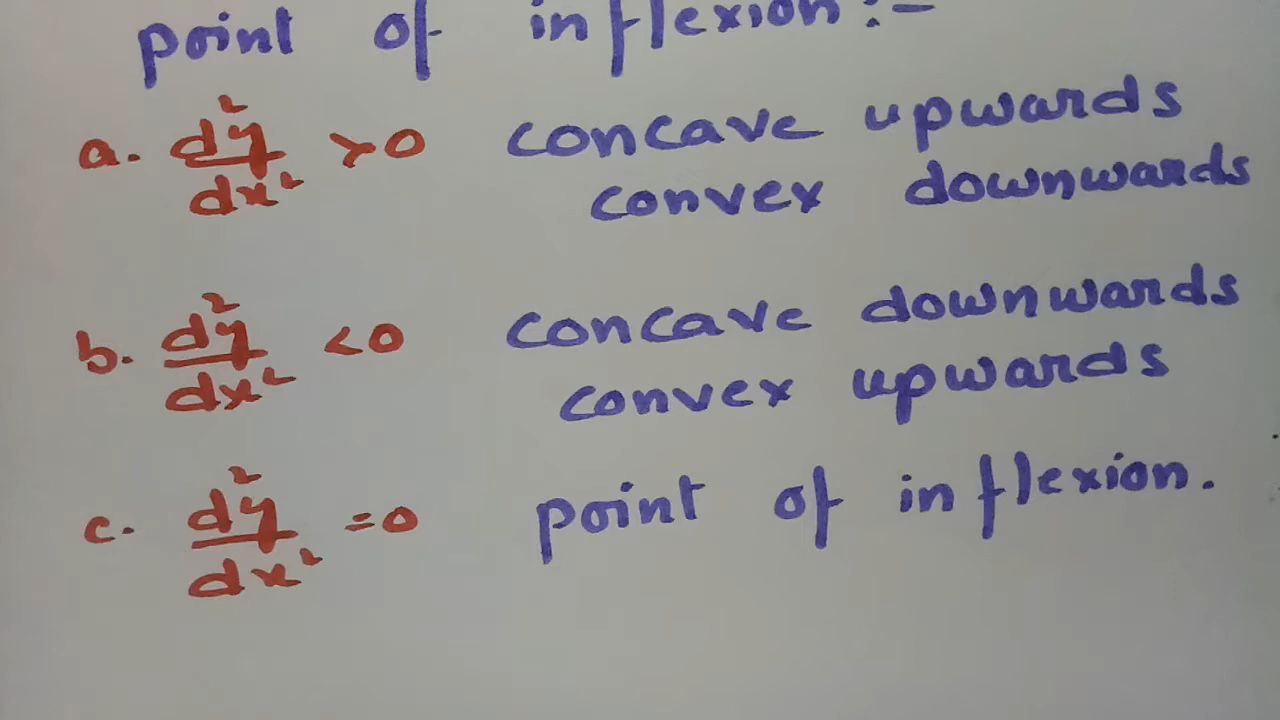 point of inflexion :-
a. d²y/dx² >0 concave upwards
convex downwards
b. d²y/dx² <0 concave downwards
convex upwards
c. d²y/dx² =0 point of inflexion.